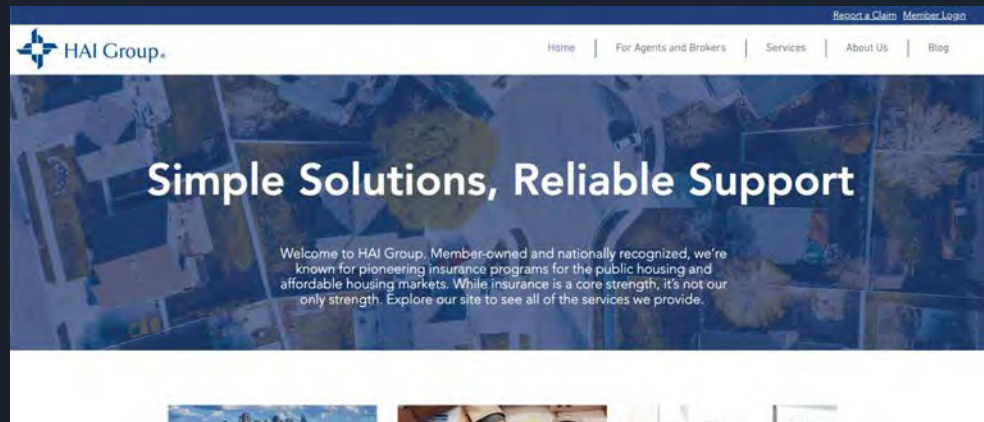 Report a Claim Member Login
HAI Group®
Home | For Agents and Brokers | Services | About Us | Blog
Simple Solutions, Reliable Support
Welcome to HAI Group. Member-owned and nationally recognized, we're
known for pioneering insurance programs for the public housing and
affordable housing markets. While insurance is a core strength, it's not our
only strength. Explore our site to see all of the services we provide.